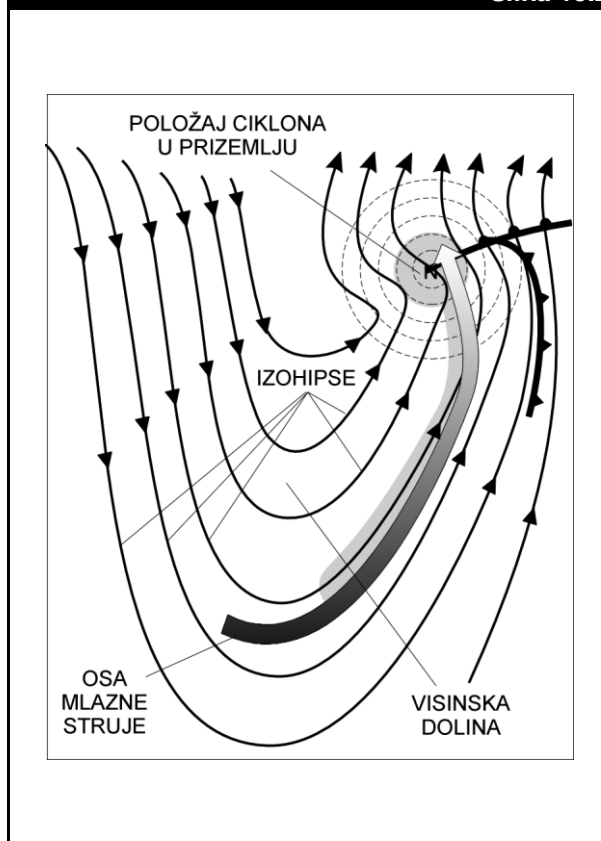 POLOŽAJ CIKLONA
U PRIZEMLJU
IZOHIPSE
OSA
MLAZNE
STRUJE
VISINSKA
DOLINA